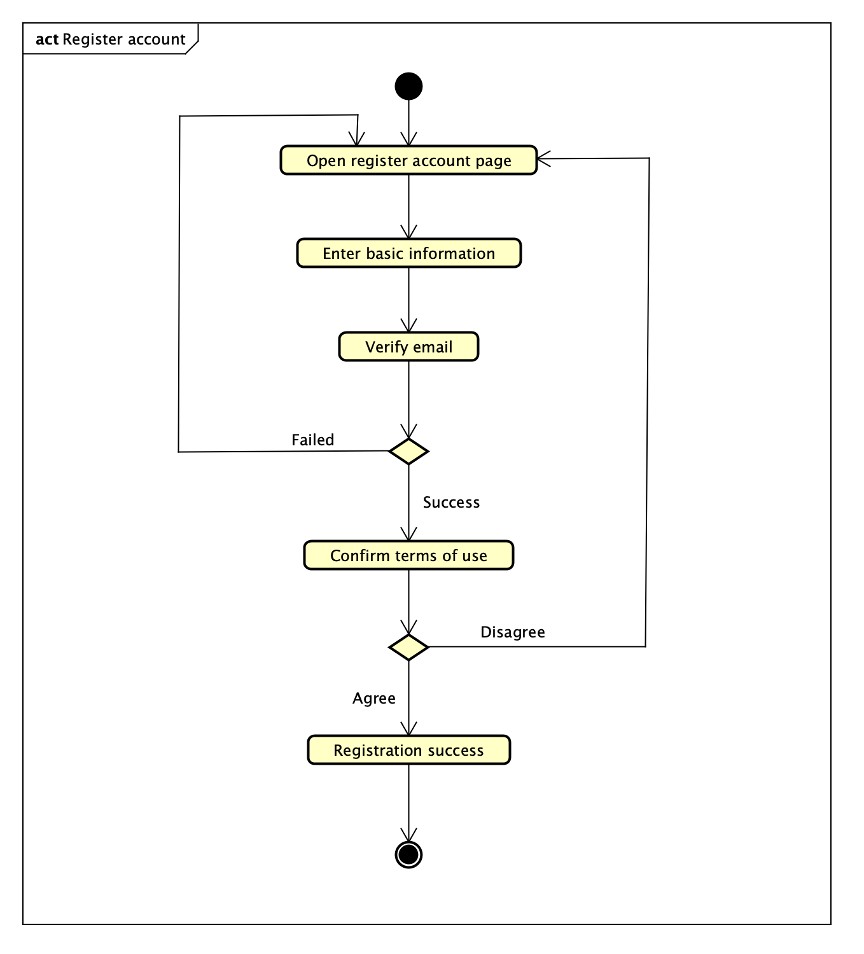 act Register account
Open register account page
Enter basic information
Verify email
Failed
Success
Confirm terms of use
Disagree
Agree
Registration success